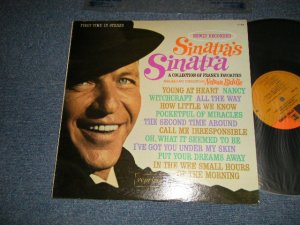 FIRST TIME IN STEREO
Sinatra's
Sinatra
A COLLECTION OF FRANK'S FAVORITES
Nelson Riddle
YOUNG AT HEART NANCY
WITCHCRAFT ALL THE WAY
HOW LITTLE WE KNOW
POCKETFUL OF MIRACLES
THE SECOND TIME AROUND
CALL ME IRRESPONSIBLE
OH, WHAT IT SEEMED TO BE
I'VE GOT YOU UNDER MY SKIN
PUT YOUR DREAMS AWAY
IN THE WEE SMALL HOURS
OF THE MORNING